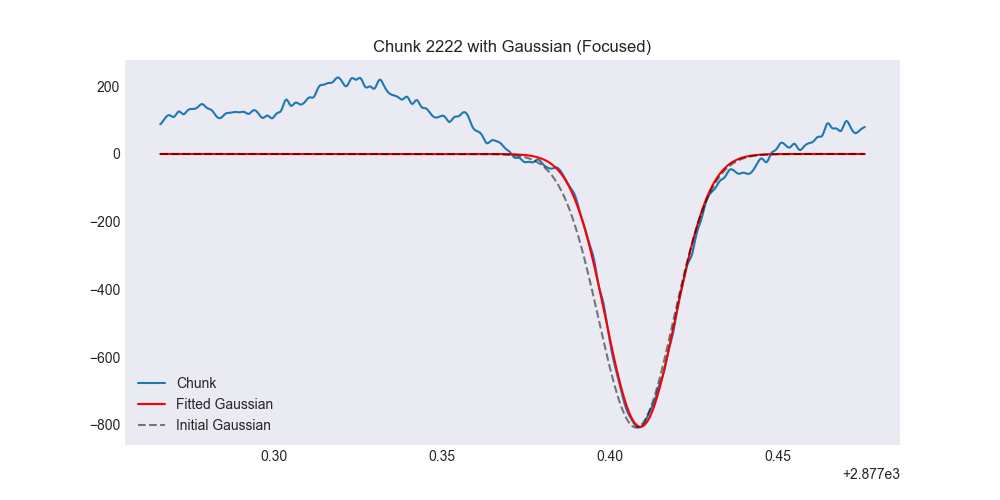 Chunk 2222 with Gaussian (Focused)
200
0
−200
−400
−600
−800
Chunk
Fitted Gaussian
Initial Gaussian
0.30 0.35 0.40 0.45
+2.877e3